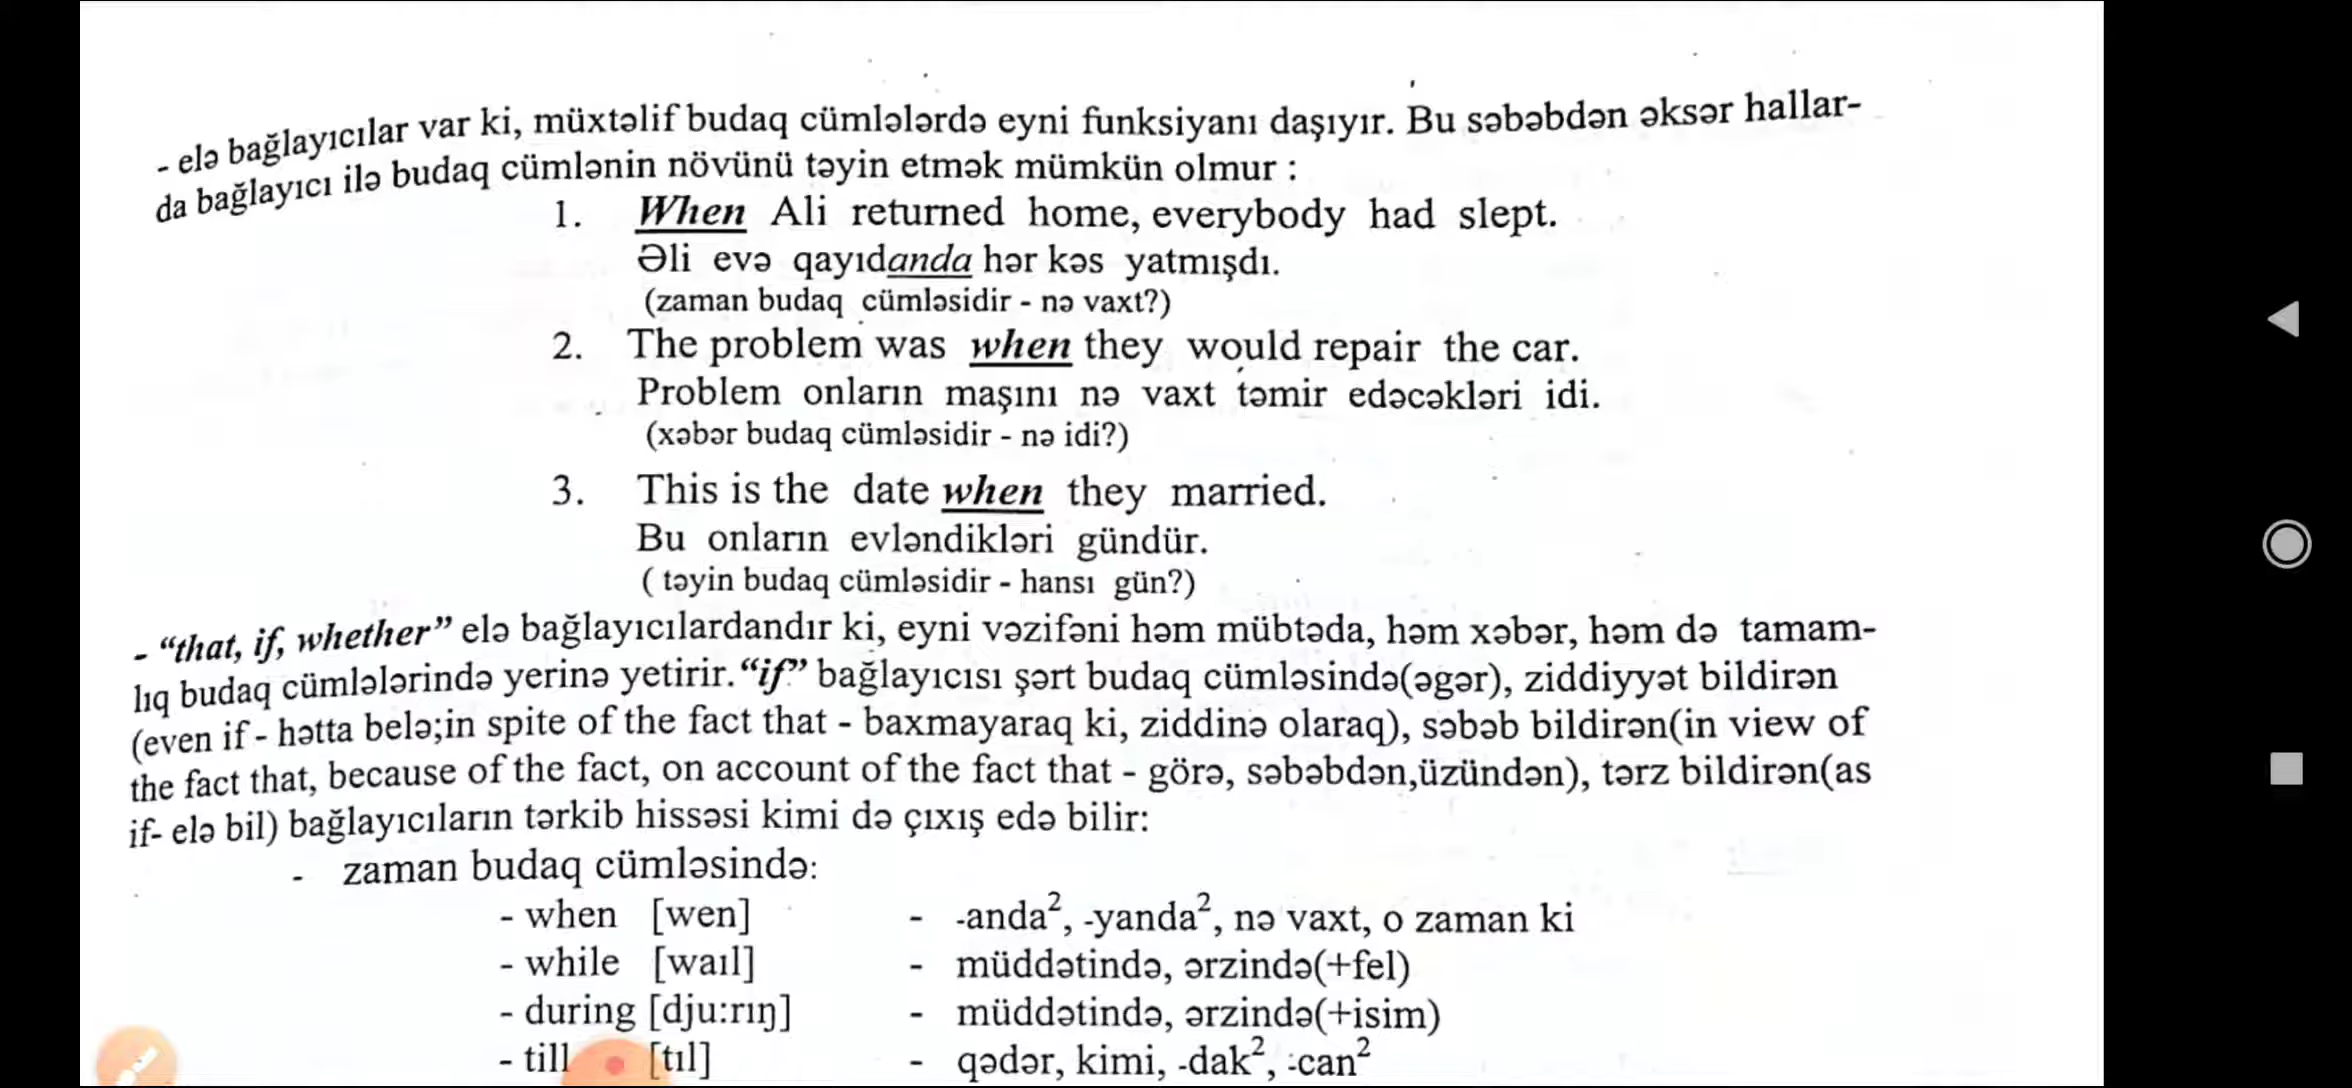 - elə bağlayıcılar var ki, müxtəlif budaq cümlələrdə eyni funksiyanı daşıyır. Bu səbəbdən əksər hallar-
da bağlayıcı ilə budaq cümlənin növünü təyin etmək mümkün olmur :
1. When Ali returned home, everybody had slept.
Əli evə qayıdanda hər kəs yatmışdı.
(zaman budaq cümləsidir - nə vaxt?)
2. The problem was when they would repair the car.
Problem onların maşını nə vaxt təmir edəcəkləri idi.
(xəbər budaq cümləsidir - nə idi?)
3. This is the date when they married.
Bu onların evləndikləri gündür.
( təyin budaq cümləsidir - hansı gün?)
- “that, if, whether” elə bağlayıcılardandır ki, eyni vəzifəni həm mübtəda, həm xəbər, həm də tamam-
lıq budaq cümlələrində yerinə yetirir. “if” bağlayıcısı şərt budaq cümləsində(əgər), ziddiyyət bildirən
(even if - hətta belə;in spite of the fact that - baxmayaraq ki, ziddinə olaraq), səbəb bildirən(in view of
the fact that, because of the fact, on account of the fact that - görə, səbəbdən,üzündən), tərz bildirən(as
if- elə bil) bağlayıcıların tərkib hissəsi kimi də çıxış edə bilir:
- zaman budaq cümləsində:
- when [wen] - -anda², -yanda², nə vaxt, o zaman ki
- while [waıl] - müddətində, ərzində(+fel)
- during [dju:rıŋ] - müddətində, ərzində(+isim)
- till [tıl] - qədər, kimi, -dak², -can²